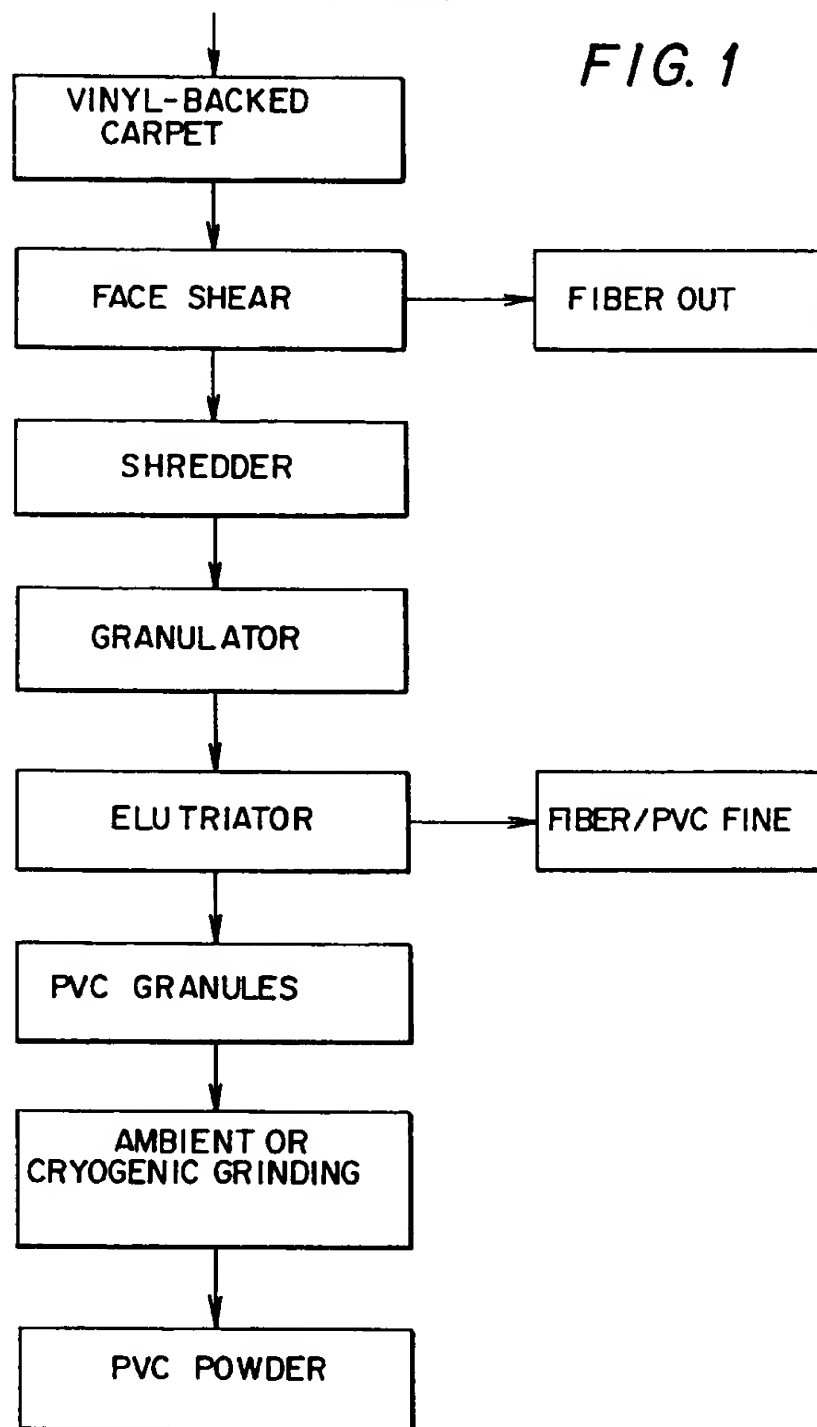 FIG. 1
VINYL-BACKED
CARPET
FACE SHEAR
FIBER OUT
SHREDDER
GRANULATOR
ELUTRIATOR
FIBER/PVC FINE
PVC GRANULES
AMBIENT OR
CRYOGENIC GRINDING
PVC POWDER